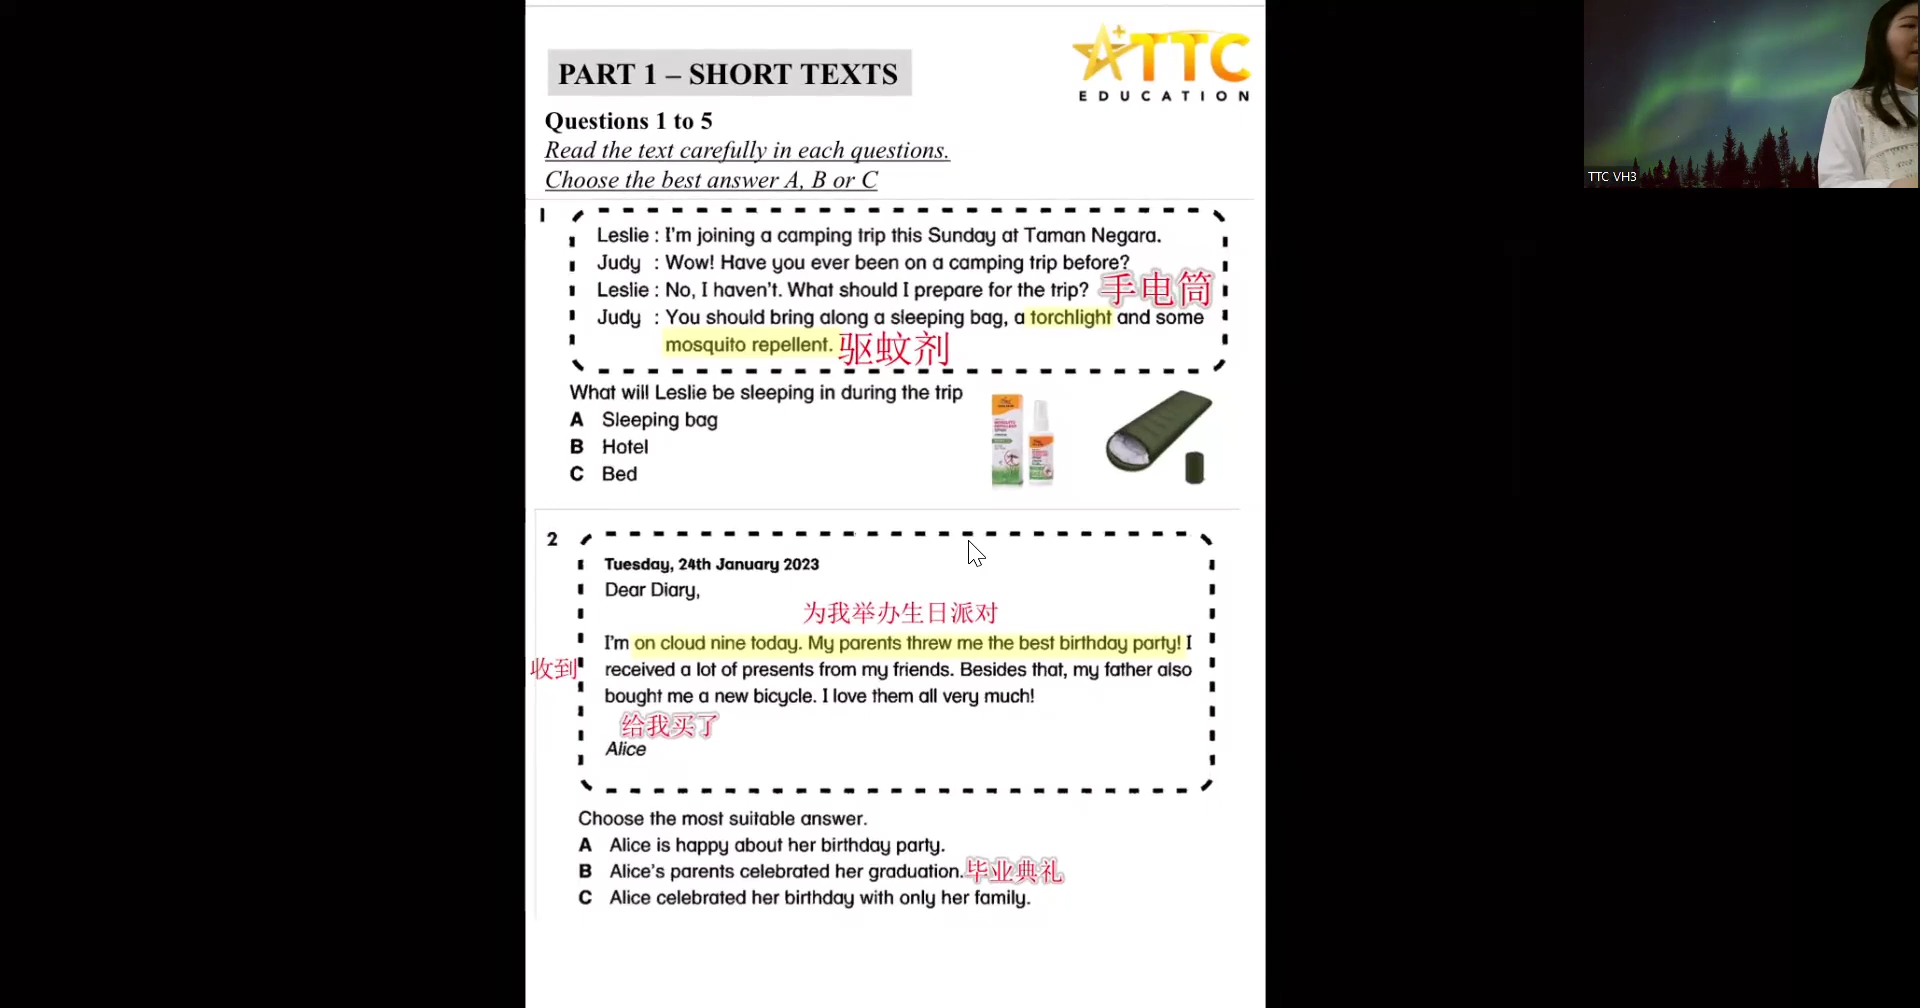 PART 1 – SHORT TEXTS
A+TTC
EDUCATION
TTC VH3
Questions 1 to 5
Read the text carefully in each questions.
Choose the best answer A, B or C
1
Leslie : I'm joining a camping trip this Sunday at Taman Negara.
Judy : Wow! Have you ever been on a camping trip before?
Leslie : No, I haven't. What should I prepare for the trip? 手电筒
Judy : You should bring along a sleeping bag, a torchlight and some
mosquito repellent. 驱蚊剂
What will Leslie be sleeping in during the trip
A Sleeping bag
B Hotel
C Bed
2
Tuesday, 24th January 2023
Dear Diary,
为我举办生日派对
I'm on cloud nine today. My parents threw me the best birthday party! I
收到 received a lot of presents from my friends. Besides that, my father also
bought me a new bicycle. I love them all very much!
给我买了
Alice
Choose the most suitable answer.
A Alice is happy about her birthday party.
B Alice's parents celebrated her graduation. 毕业典礼
C Alice celebrated her birthday with only her family.